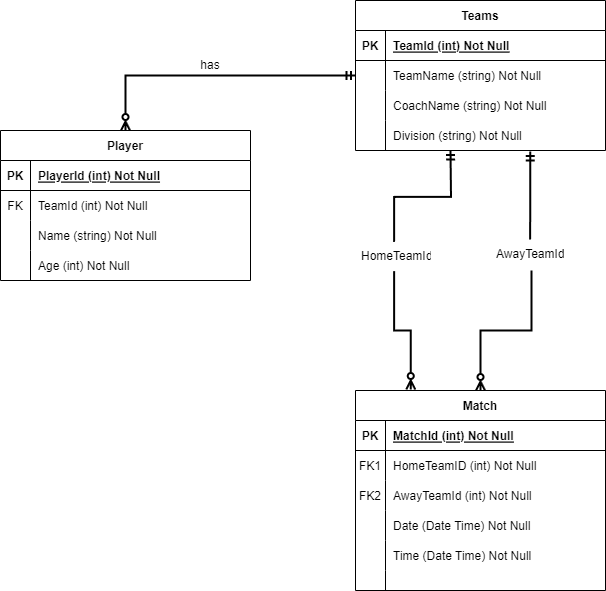 Teams
PK TeamId (int) Not Null
TeamName (string) Not Null
CoachName (string) Not Null
Division (string) Not Null
has
Player
PK PlayerId (int) Not Null
FK TeamId (int) Not Null
Name (string) Not Null
Age (int) Not Null
HomeTeamId
AwayTeamId
Match
PK MatchId (int) Not Null
FK1 HomeTeamID (int) Not Null
FK2 AwayTeamId (int) Not Null
Date (Date Time) Not Null
Time (Date Time) Not Null